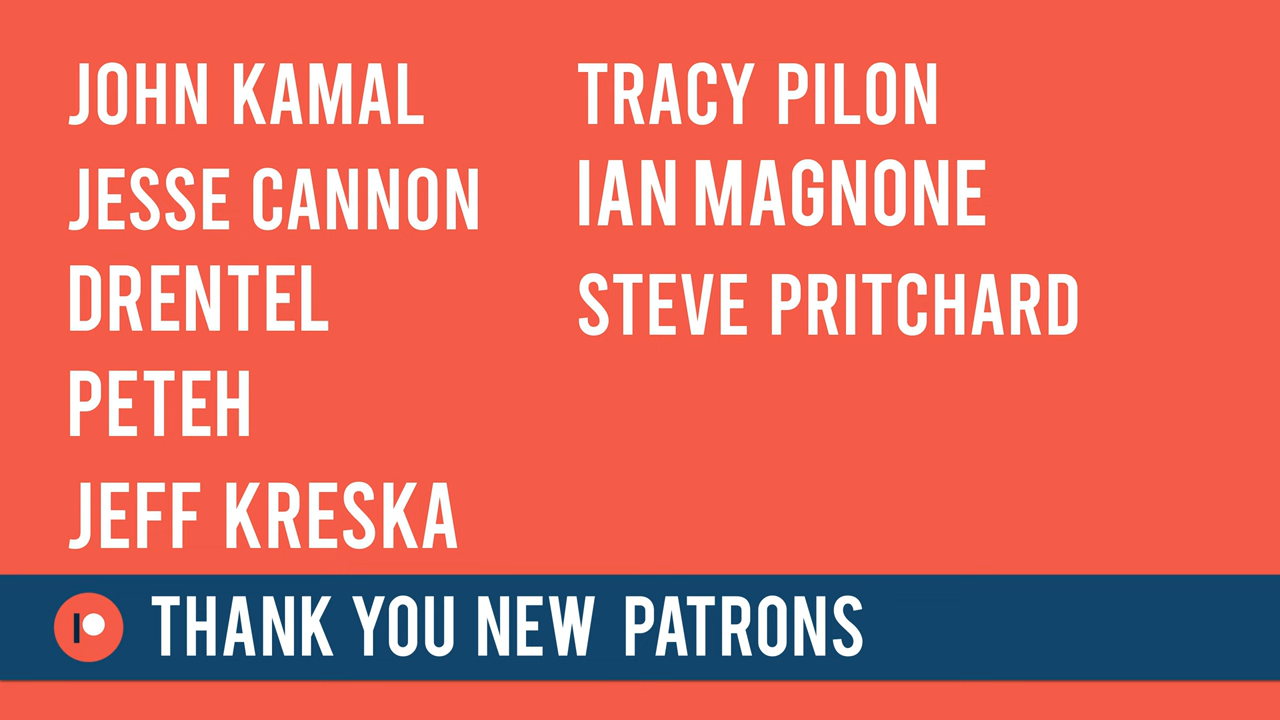 JOHN KAMAL
JESSE CANNON
DRENTEL
PETEH
JEFF KRESKA
TRACY PILON
IAN MAGNONE
STEVE PRITCHARD
THANK YOU NEW PATRONS